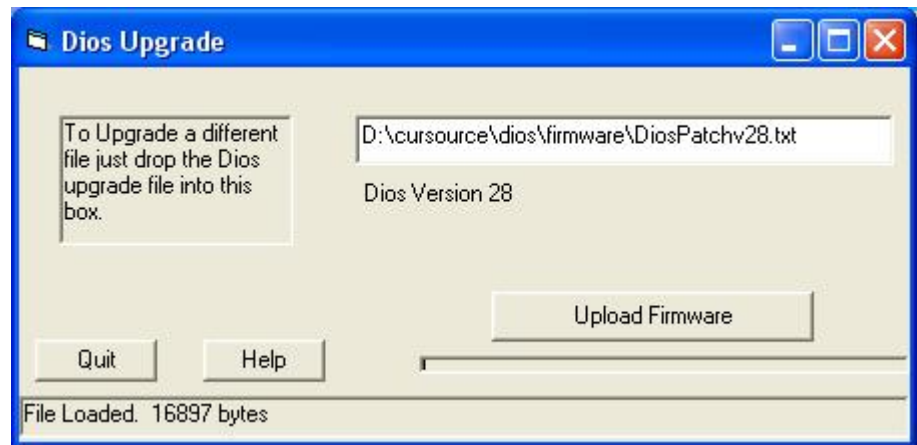 Dios Upgrade
To Upgrade a different
file just drop the Dios
upgrade file into this
box.
D:\cursource\dios\firmware\DiosPatchv28.txt
Dios Version 28
Upload Firmware
Quit
Help
File Loaded.  16897 bytes